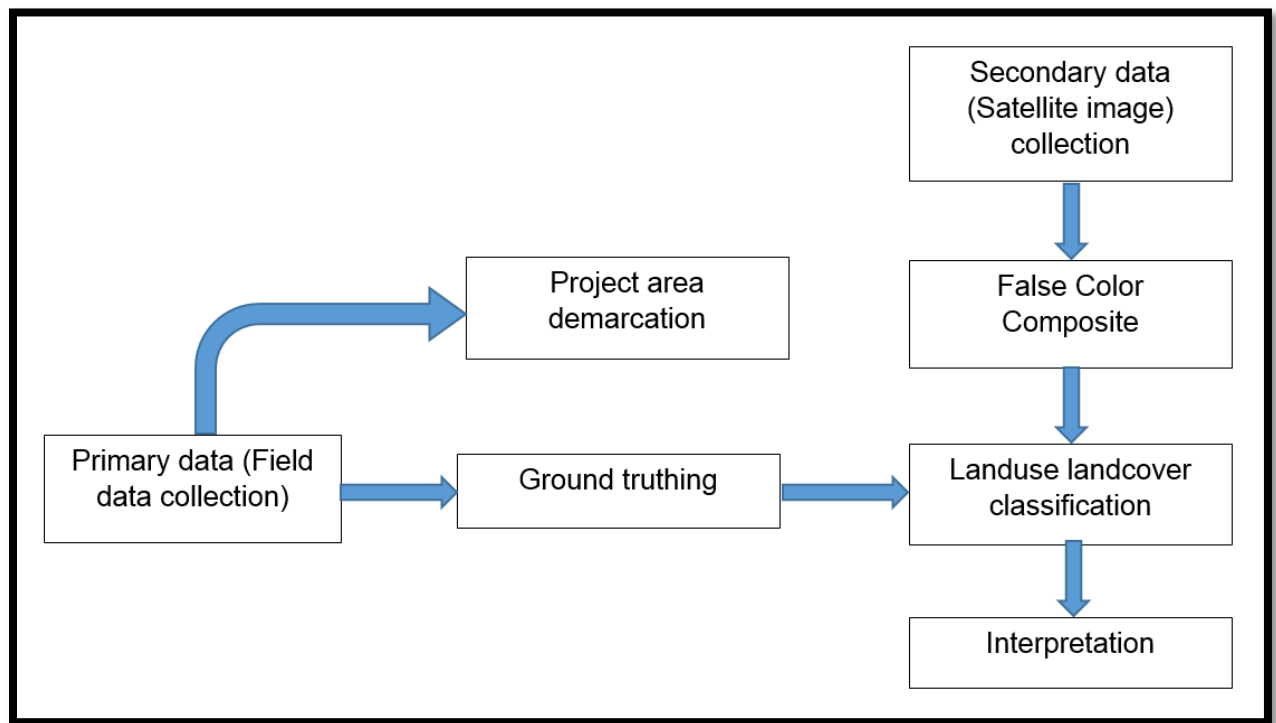 Secondary data
(Satellite image)
collection
Project area
demarcation
False Color
Composite
Primary data (Field
data collection)
Ground truthing
Landuse landcover
classification
Interpretation